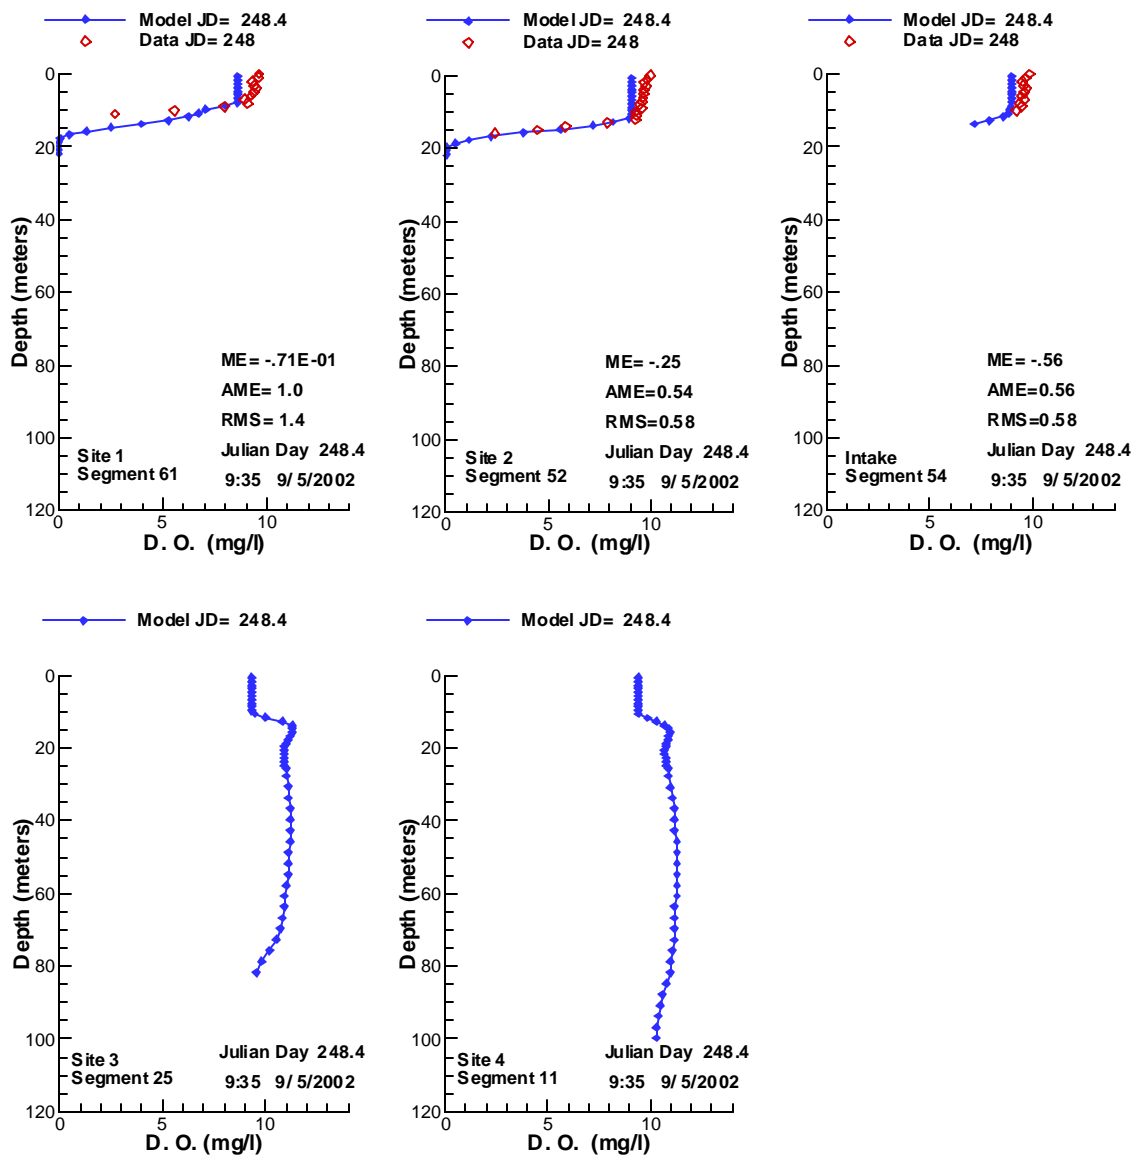 Model JD= 248.4
Data JD= 248
0
20
40
60
80
100
120
Depth (meters)
ME= -.71E-01
AME= 1.0
RMS= 1.4
Julian Day 248.4
9:35 9/ 5/2002
Site 1
Segment 61
0 5 10
D. O. (mg/l)
Model JD= 248.4
Data JD= 248
0
20
40
60
80
100
120
Depth (meters)
ME= -.25
AME=0.54
RMS=0.58
Julian Day 248.4
9:35 9/ 5/2002
Site 2
Segment 52
0 5 10
D. O. (mg/l)
Model JD= 248.4
Data JD= 248
0
20
40
60
80
100
120
Depth (meters)
ME= -.56
AME=0.56
RMS=0.58
Julian Day 248.4
9:35 9/ 5/2002
Intake
Segment 54
0 5 10
D. O. (mg/l)
Model JD= 248.4
0
20
40
60
80
100
120
Depth (meters)
Site 3
Segment 25
Julian Day 248.4
9:35 9/ 5/2002
0 5 10
D. O. (mg/l)
Model JD= 248.4
0
20
40
60
80
100
120
Depth (meters)
Site 4
Segment 11
Julian Day 248.4
9:35 9/ 5/2002
0 5 10
D. O. (mg/l)